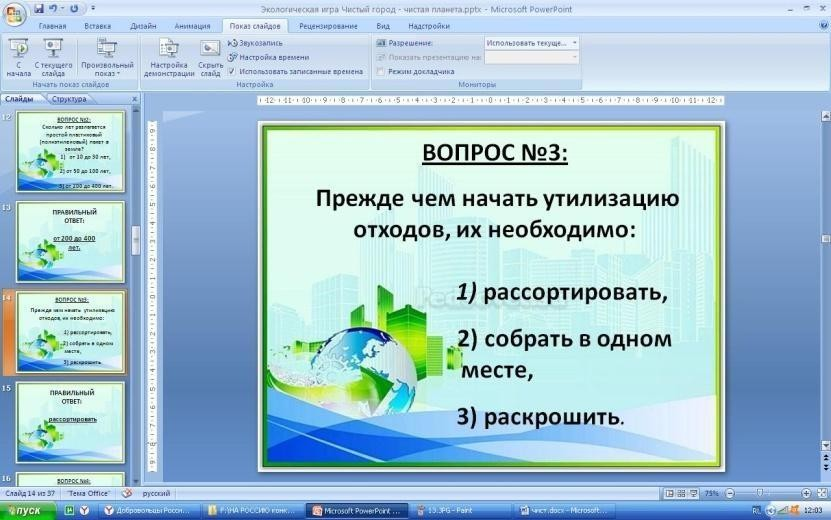 Экологическая игра Чистый город - чистая планета.pptx - Microsoft PowerPoint
Главная Вставка Дизайн Анимация Показ слайдов Рецензирование Вид Надстройки
С начала
С текущего слайда
Произвольный показ
Начать показ слайдов
Настройка демонстрации
Скрыть слайд
Звукозапись
Настройка времени
Использовать записанные времена
Настройка
Разрешение: Использовать текуще...
Показать презентацию на:
Режим докладчика
Мониторы
Слайды Структура
12
ВОПРОС №2:
Сколько лет разлагается
простой пластиковый
(полиэтиленовый) пакет в
земле?
1) от 10 до 30 лет,
2) от 50 до 100 лет,
3) от 200 до 400 лет.
13
ПРАВИЛЬНЫЙ
ОТВЕТ:
от 200 до 400
лет.
14
ВОПРОС №3:
Прежде чем начать утилизацию
отходов, их необходимо:
1) рассортировать,
2) собрать в одном
месте,
3) раскрошить.
15
ПРАВИЛЬНЫЙ
ОТВЕТ:
рассортировать
16
ВОПРОС №4:
ВОПРОС №3:
Прежде чем начать утилизацию
отходов, их необходимо:
1) рассортировать,
2) собрать в одном
месте,
3) раскрошить.
Слайд 14 из 37 "Тема Office" русский 75%
пуск Добровольцы Росси... F:\НА РОССИЮ конк... Microsoft PowerPoint ... 13.JPG - Paint чист.docx - Microsoft... RL 12:03